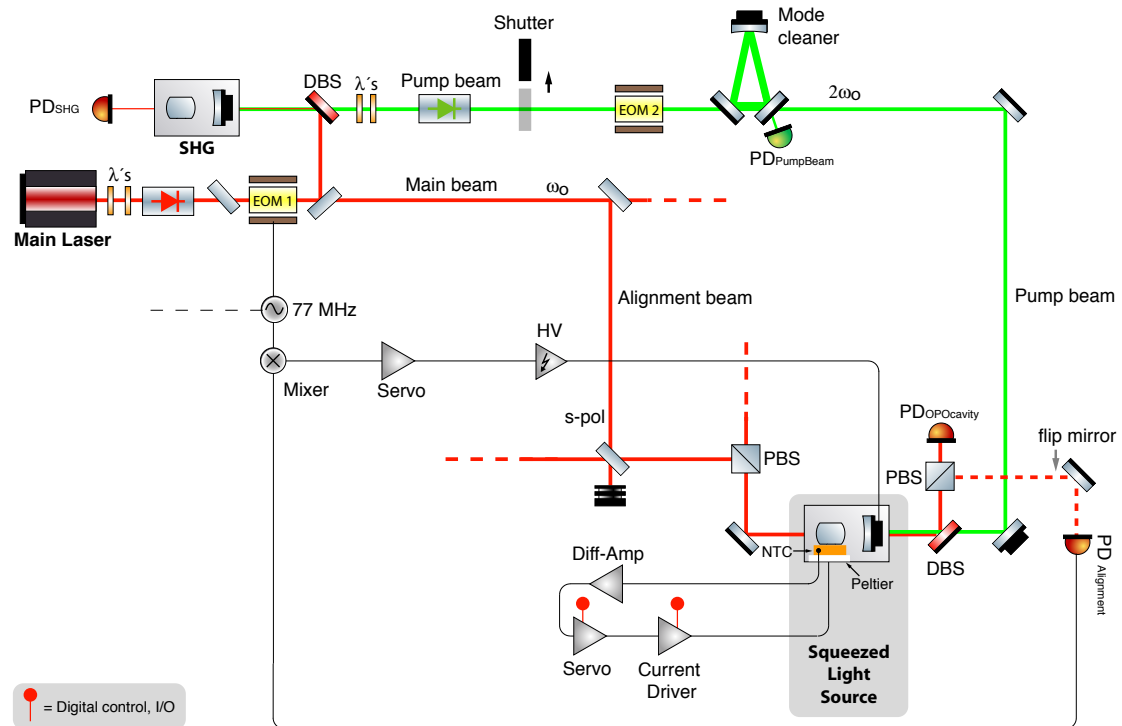 Shutter
Mode
cleaner
DBS
λ´s
Pump beam
2ωo
PDSHG
EOM 2
SHG
PDPumpBeam
λ´s
Main beam
ωo
EOM 1
Main Laser
Alignment beam
Pump beam
77 MHz
HV
Mixer
Servo
s-pol
PDOPOcavity
flip mirror
PBS
PBS
NTC
Peltier
DBS
PD Alignment
Diff-Amp
Servo
Current
Driver
Squeezed
Light
Source
= Digital control, I/O